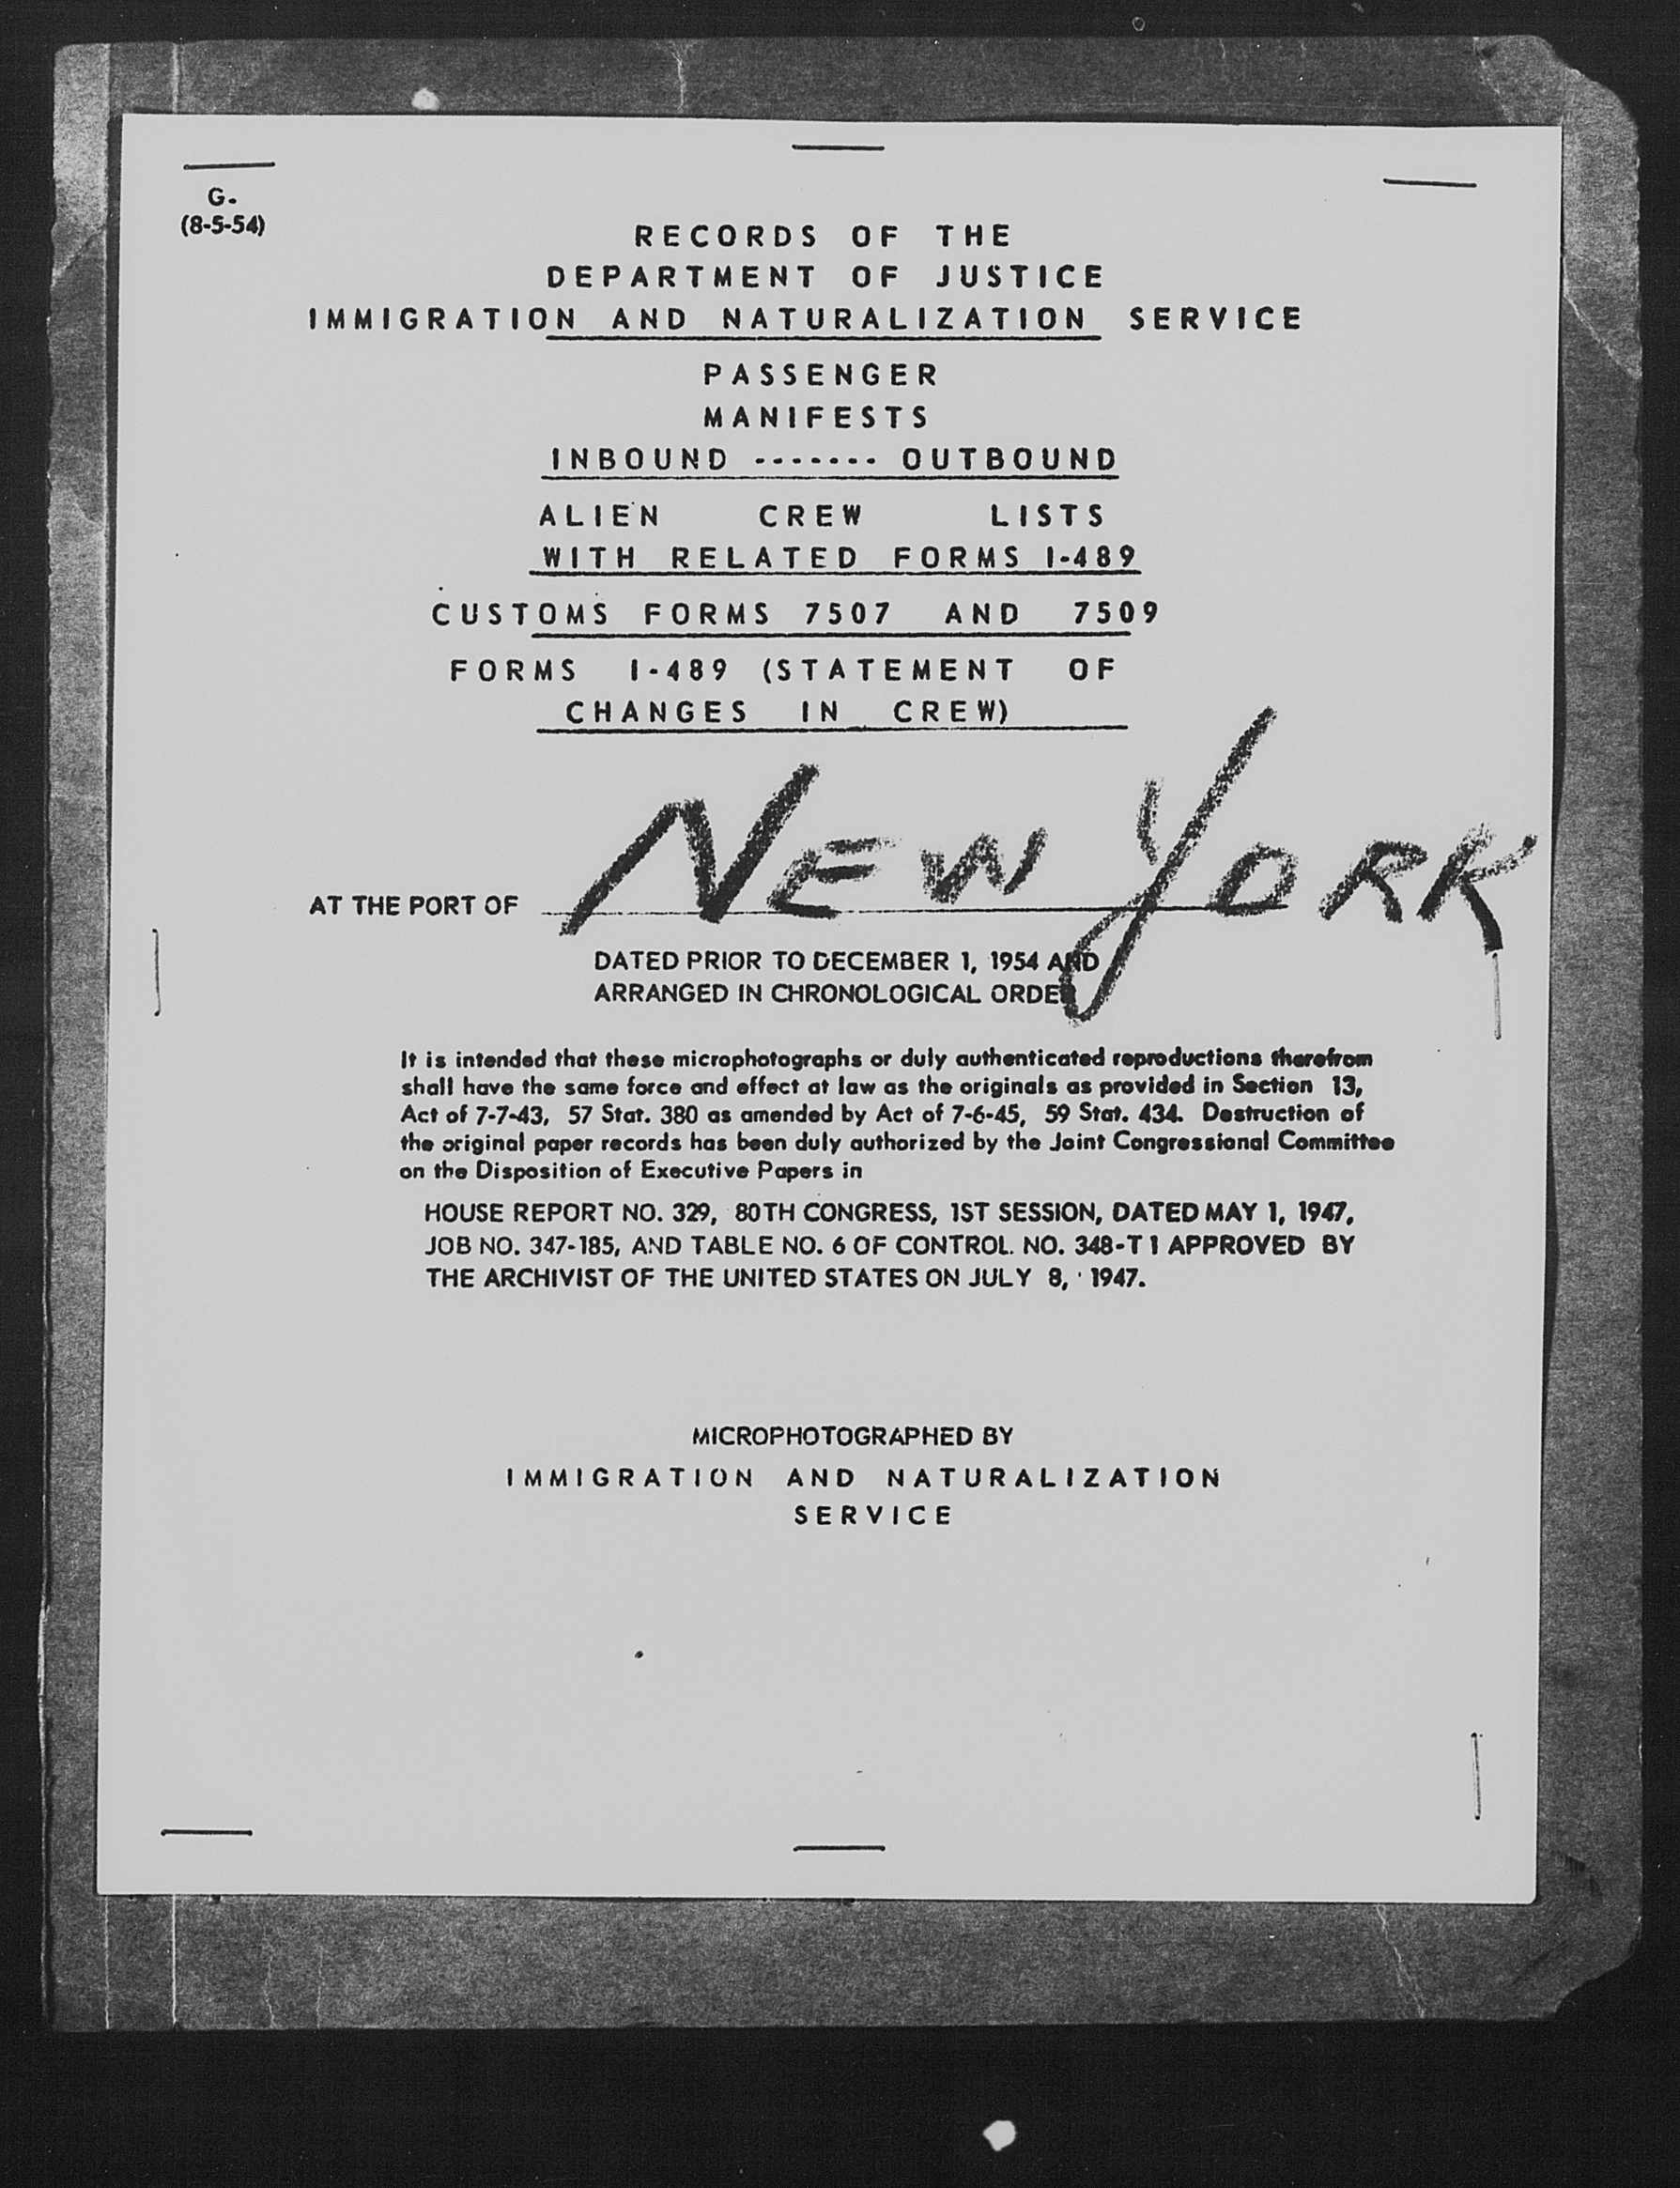 G.
(8-5-54)
RECORDS OF THE
DEPARTMENT OF JUSTICE
IMMIGRATION AND NATURALIZATION SERVICE
PASSENGER
MANIFESTS
INBOUND ------- OUTBOUND
ALIEN CREW LISTS
WITH RELATED FORMS I-489
CUSTOMS FORMS 7507 AND 7509
FORMS I-489 (STATEMENT OF
CHANGES IN CREW)
AT THE PORT OF NEW YORK
DATED PRIOR TO DECEMBER 1, 1954 AND
ARRANGED IN CHRONOLOGICAL ORDER
It is intended that these microphotographs or duly authenticated reproductions therefrom
shall have the same force and effect at law as the originals as provided in Section 13,
Act of 7-7-43, 57 Stat. 380 as amended by Act of 7-6-45, 59 Stat. 434. Destruction of
the original paper records has been duly authorized by the Joint Congressional Committee
on the Disposition of Executive Papers in
HOUSE REPORT NO. 329, 80TH CONGRESS, 1ST SESSION, DATED MAY 1, 1947,
JOB NO. 347-185, AND TABLE NO. 6 OF CONTROL NO. 348-T1 APPROVED BY
THE ARCHIVIST OF THE UNITED STATES ON JULY 8, 1947.
MICROPHOTOGRAPHED BY
IMMIGRATION AND NATURALIZATION
SERVICE